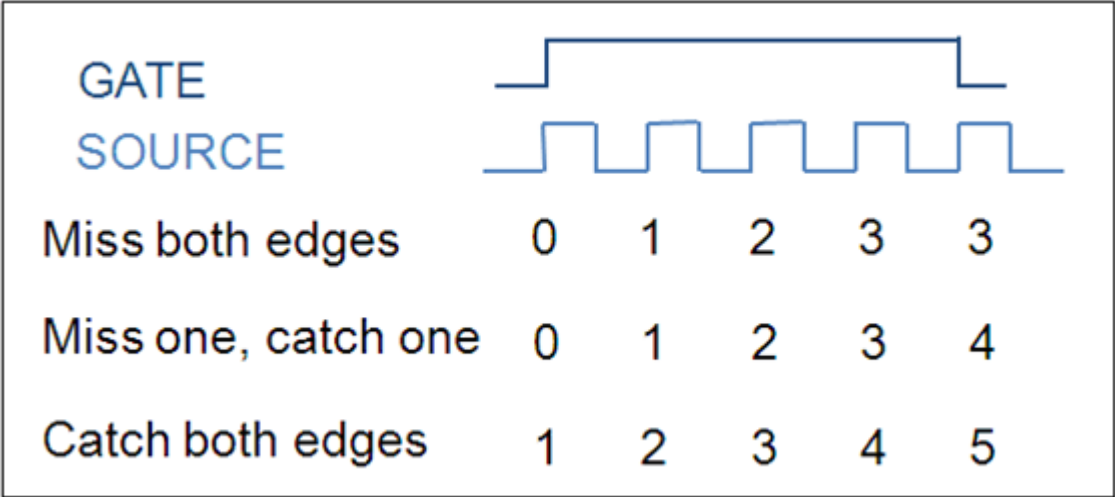 GATE
SOURCE
Miss both edges 0 1 2 3 3
Miss one, catch one 0 1 2 3 4
Catch both edges 1 2 3 4 5